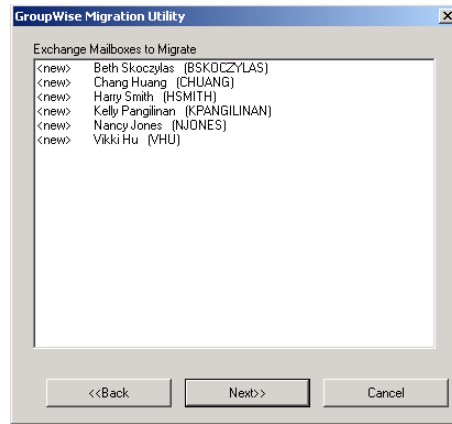 GroupWise Migration Utility
Exchange Mailboxes to Migrate
<new> Beth Skoczylas (BSKOCZYLAS)
<new> Chang Huang (CHUANG)
<new> Harry Smith (HSMITH)
<new> Kelly Pangilinan (KPANGILINAN)
<new> Nancy Jones (NJONES)
<new> Vikki Hu (VHU)
<<Back Next>> Cancel